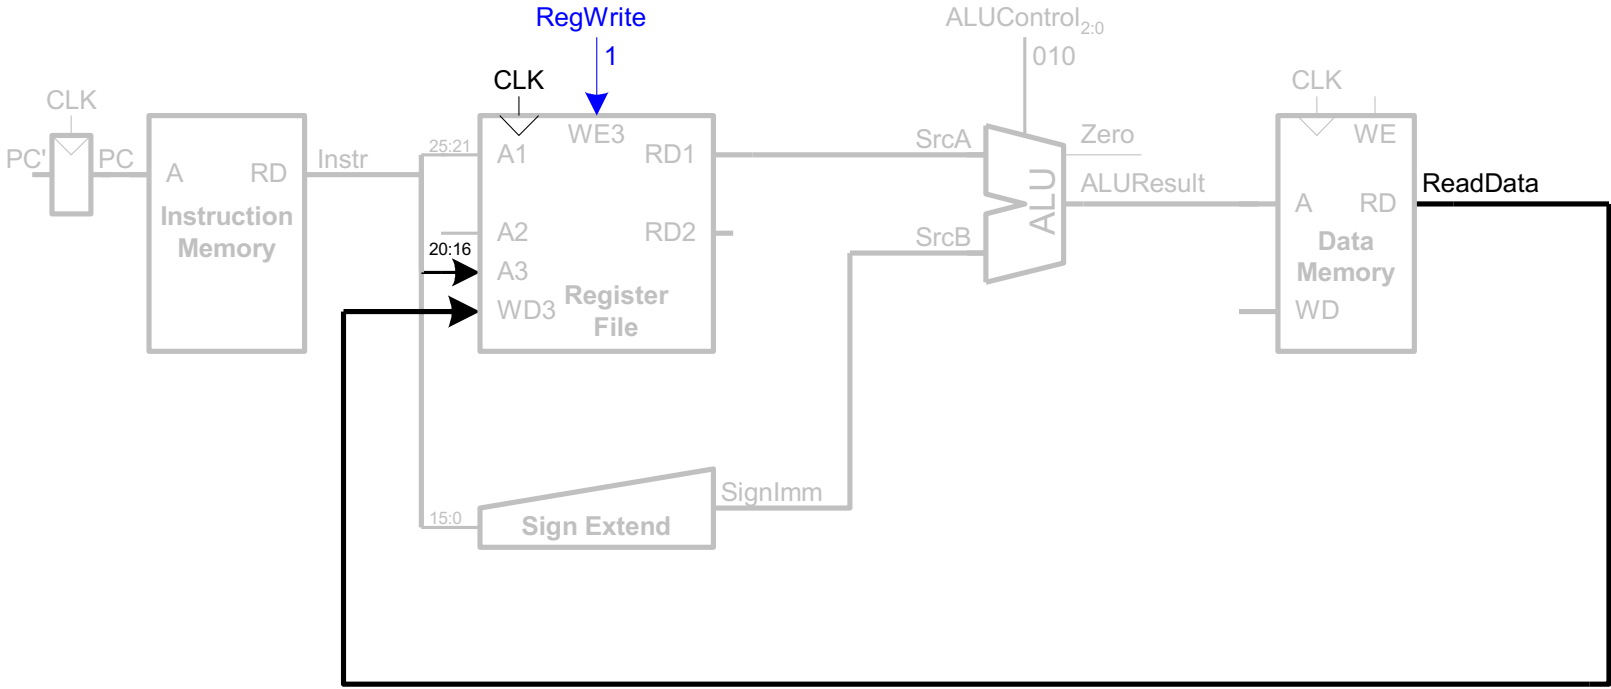 RegWrite
1
ALUControl2:0
010
CLK
CLK
CLK
PC'
PC
A
RD
Instruction
Memory
Instr
25:21
20:16
15:0
A1
WE3
RD1
A2
RD2
A3
WD3
Register
File
Sign Extend
SignImm
SrcA
SrcB
ALU
Zero
ALUResult
WE
A
RD
Data
Memory
WD
ReadData